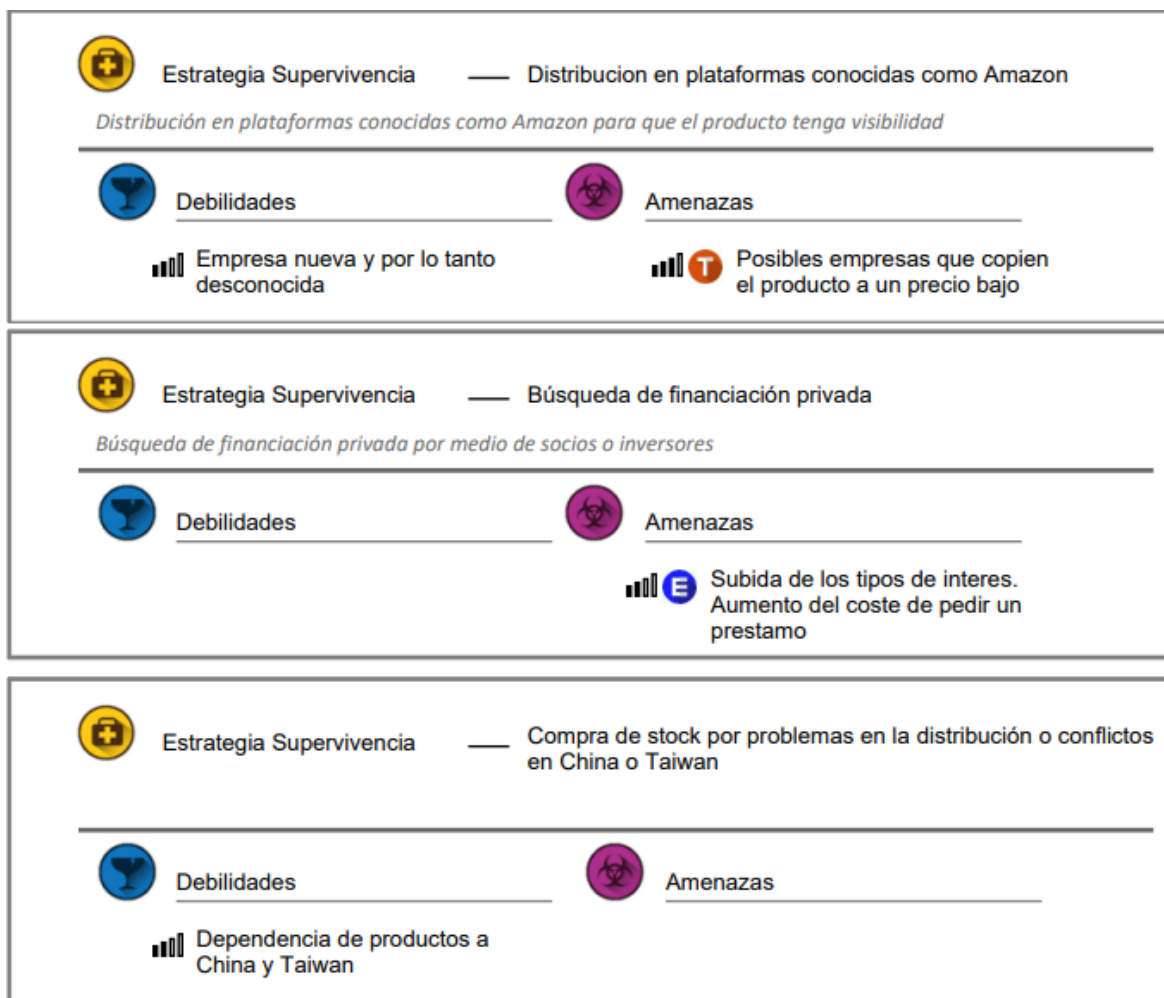 Estrategia Supervivencia — Distribucion en plataformas conocidas como Amazon
Distribución en plataformas conocidas como Amazon para que el producto tenga visibilidad
Debilidades
Amenazas
Empresa nueva y por lo tanto
desconocida
T
Posibles empresas que copien
el producto a un precio bajo
Estrategia Supervivencia — Búsqueda de financiación privada
Búsqueda de financiación privada por medio de socios o inversores
Debilidades
Amenazas
E
Subida de los tipos de interes.
Aumento del coste de pedir un
prestamo
Estrategia Supervivencia — Compra de stock por problemas en la distribución o conflictos
en China o Taiwan
Debilidades
Amenazas
Dependencia de productos a
China y Taiwan